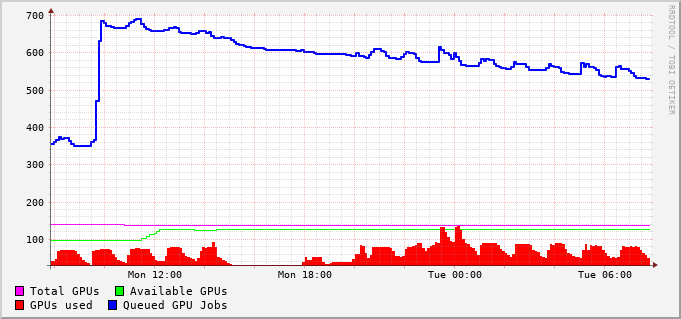 700
600
500
400
300
200
100
Mon 12:00 Mon 18:00 Tue 00:00 Tue 06:00
Total GPUs Available GPUs
GPUs used Queued GPU Jobs
RRDTOOL / TOBI OETIKER